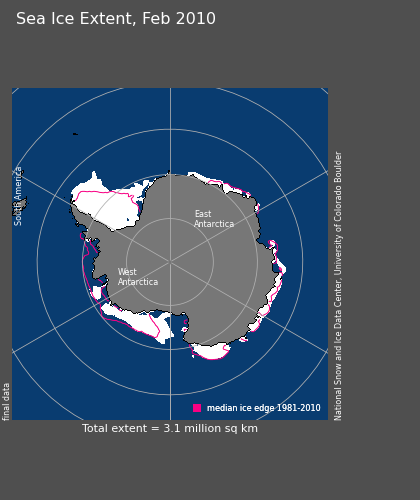 Sea Ice Extent, Feb 2010
South America
East
Antarctica
West
Antarctica
National Snow and Ice Data Center, University of Colorado Boulder
final data
median ice edge 1981-2010
Total extent = 3.1 million sq km